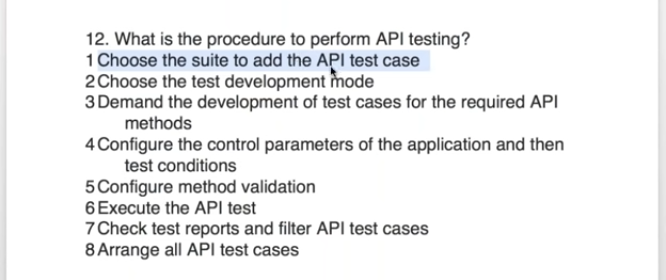 12. What is the procedure to perform API testing?
1 Choose the suite to add the API test case
2 Choose the test development mode
3 Demand the development of test cases for the required API
methods
4 Configure the control parameters of the application and then
test conditions
5 Configure method validation
6 Execute the API test
7 Check test reports and filter API test cases
8 Arrange all API test cases